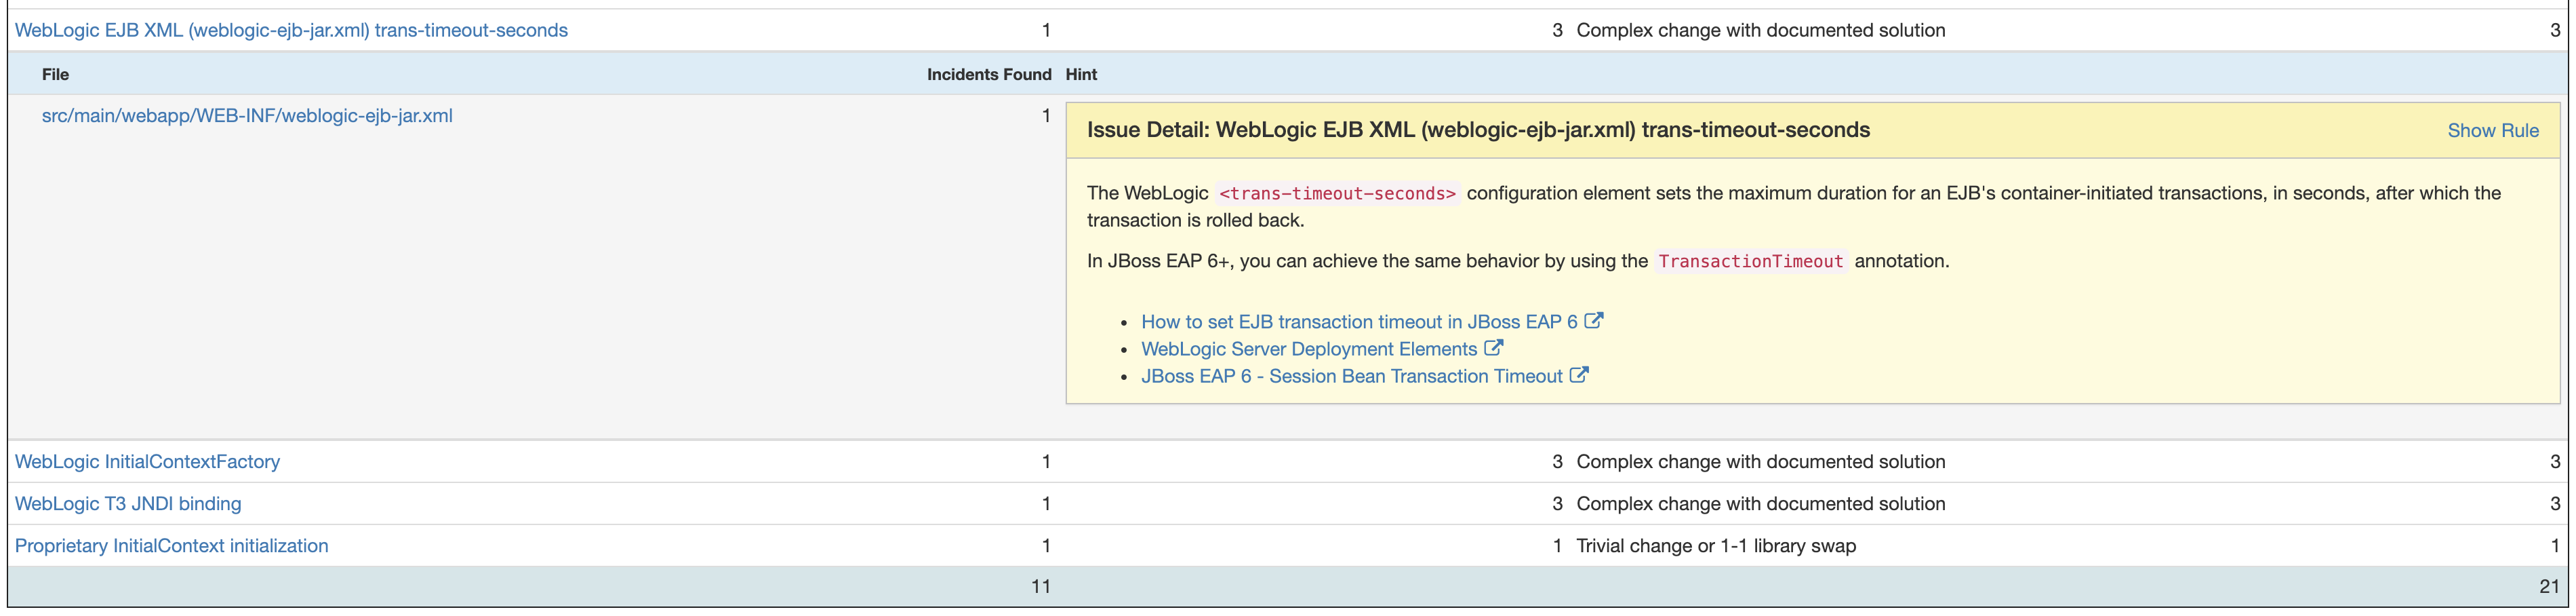 WebLogic EJB XML (weblogic-ejb-jar.xml) trans-timeout-seconds 1 3 Complex change with documented solution 3
File Incidents Found Hint
src/main/webapp/WEB-INF/weblogic-ejb-jar.xml 1
Issue Detail: WebLogic EJB XML (weblogic-ejb-jar.xml) trans-timeout-seconds Show Rule
The WebLogic <trans-timeout-seconds> configuration element sets the maximum duration for an EJB's container-initiated transactions, in seconds, after which the
transaction is rolled back.
In JBoss EAP 6+, you can achieve the same behavior by using the TransactionTimeout annotation.
• How to set EJB transaction timeout in JBoss EAP 6
• WebLogic Server Deployment Elements
• JBoss EAP 6 - Session Bean Transaction Timeout
WebLogic InitialContextFactory 1 3 Complex change with documented solution 3
WebLogic T3 JNDI binding 1 3 Complex change with documented solution 3
Proprietary InitialContext initialization 1 1 Trivial change or 1-1 library swap 1
11 21